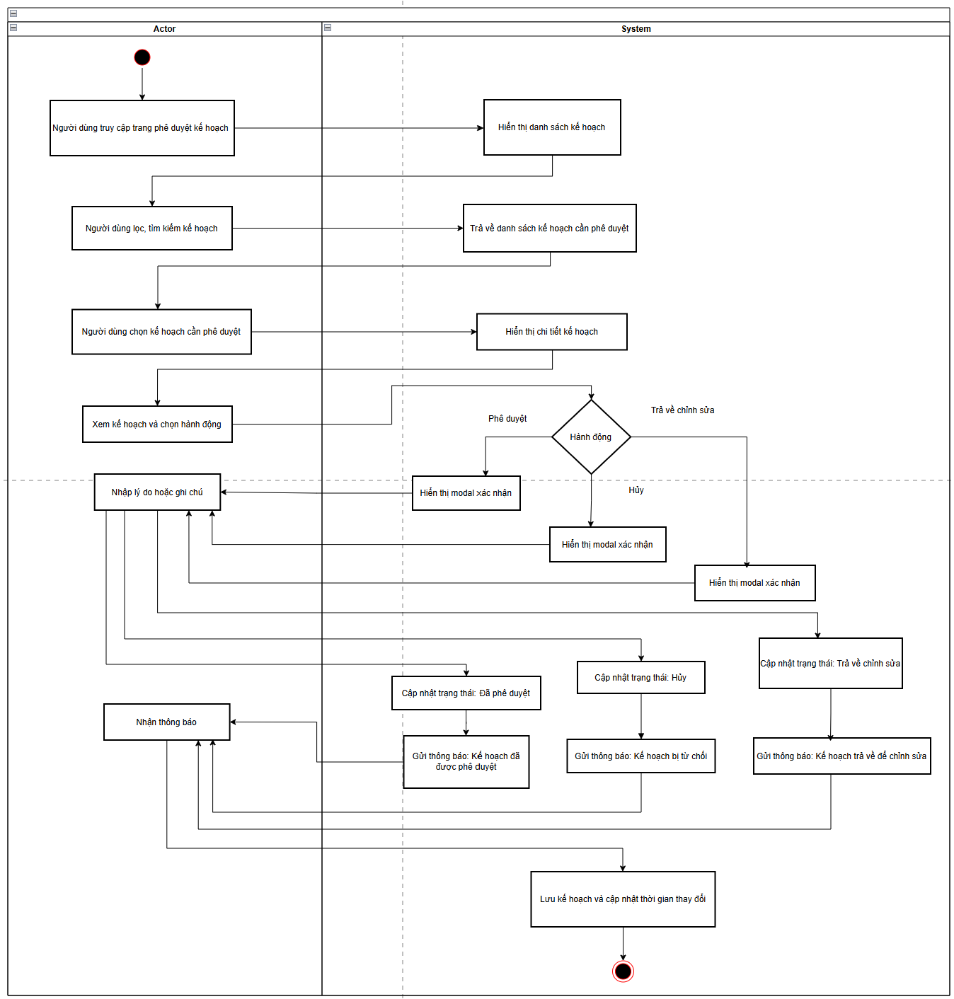 Actor
System
Người dùng truy cập trang phê duyệt kế hoạch
Hiển thị danh sách kế hoạch
Người dùng lọc, tìm kiếm kế hoạch
Trả về danh sách kế hoạch cần phê duyệt
Người dùng chọn kế hoạch cần phê duyệt
Hiển thị chi tiết kế hoạch
Xem kế hoạch và chọn hành động
Phê duyệt
Trả về chỉnh sửa
Hành động
Nhập lý do hoặc ghi chú
Hiển thị modal xác nhận
Hủy
Hiển thị modal xác nhận
Hiển thị modal xác nhận
Cập nhật trạng thái: Trả về chỉnh sửa
Cập nhật trạng thái: Hủy
Cập nhật trạng thái: Đã phê duyệt
Nhận thông báo
Gửi thông báo: Kế hoạch đã
được phê duyệt
Gửi thông báo: Kế hoạch bị từ chối
Gửi thông báo: Kế hoạch trả về để chỉnh sửa
Lưu kế hoạch và cập nhật thời gian thay đổi